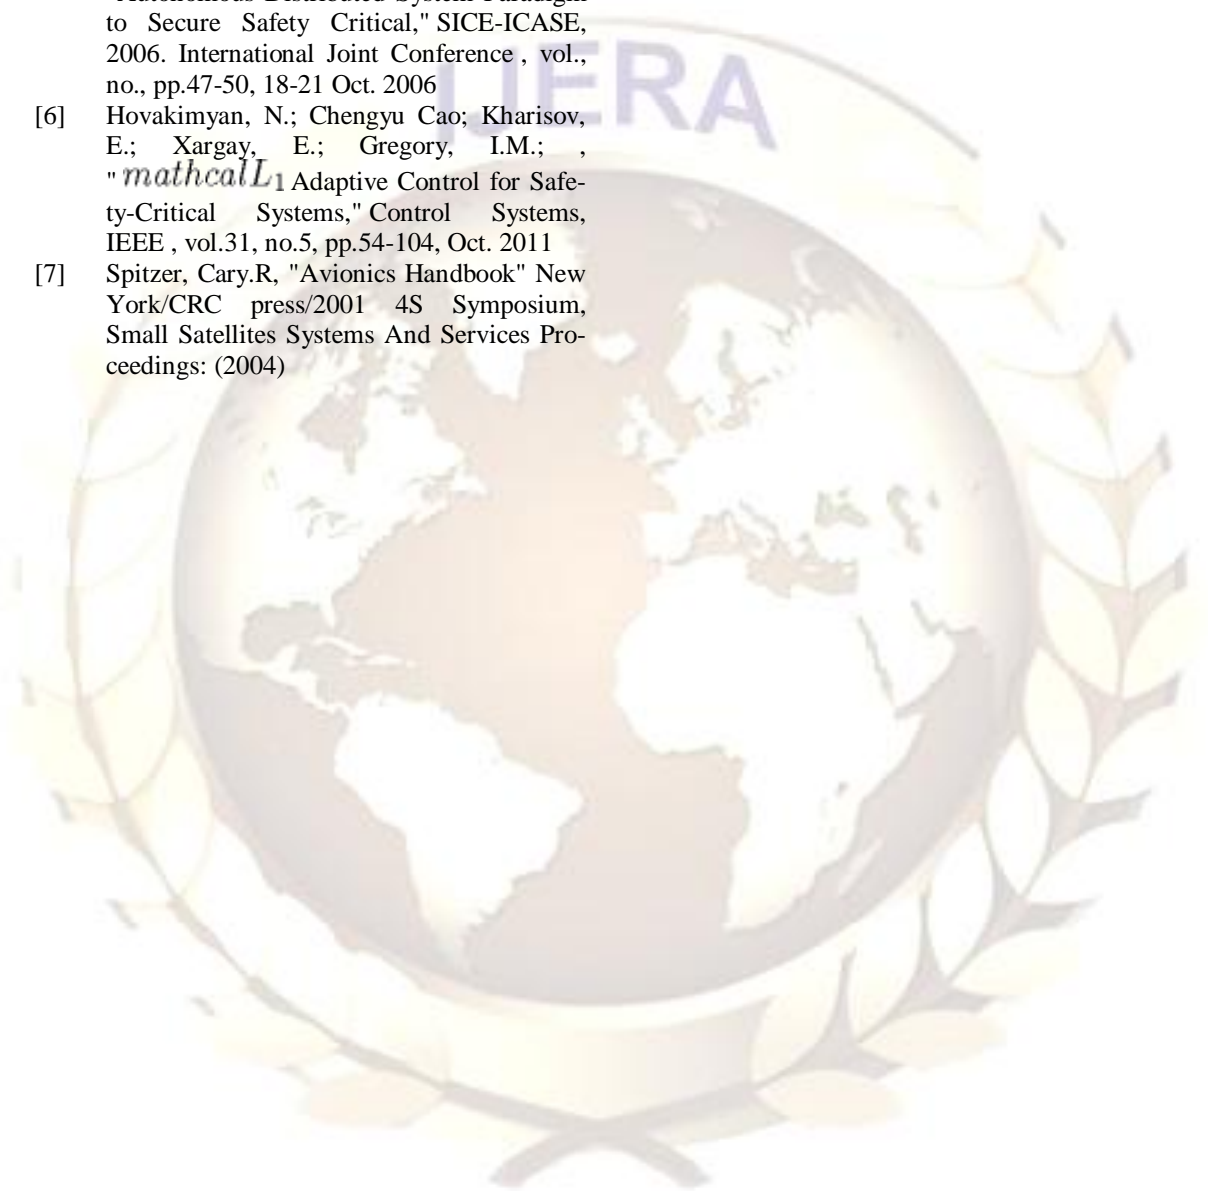 Autonomous Distributed System Paradigm
to Secure Safety Critical," SICE-ICASE,
2006. International Joint Conference , vol.,
no., pp.47-50, 18-21 Oct. 2006
[6] Hovakimyan, N.; Chengyu Cao; Kharisov,
E.; Xargay, E.; Gregory, I.M.; ,
"mathcalL1 Adaptive Control for Safe-
ty-Critical Systems," Control Systems,
IEEE , vol.31, no.5, pp.54-104, Oct. 2011
[7] Spitzer, Cary.R, "Avionics Handbook" New
York/CRC press/2001 4S Symposium,
Small Satellites Systems And Services Pro-
ceedings: (2004)
IJERA